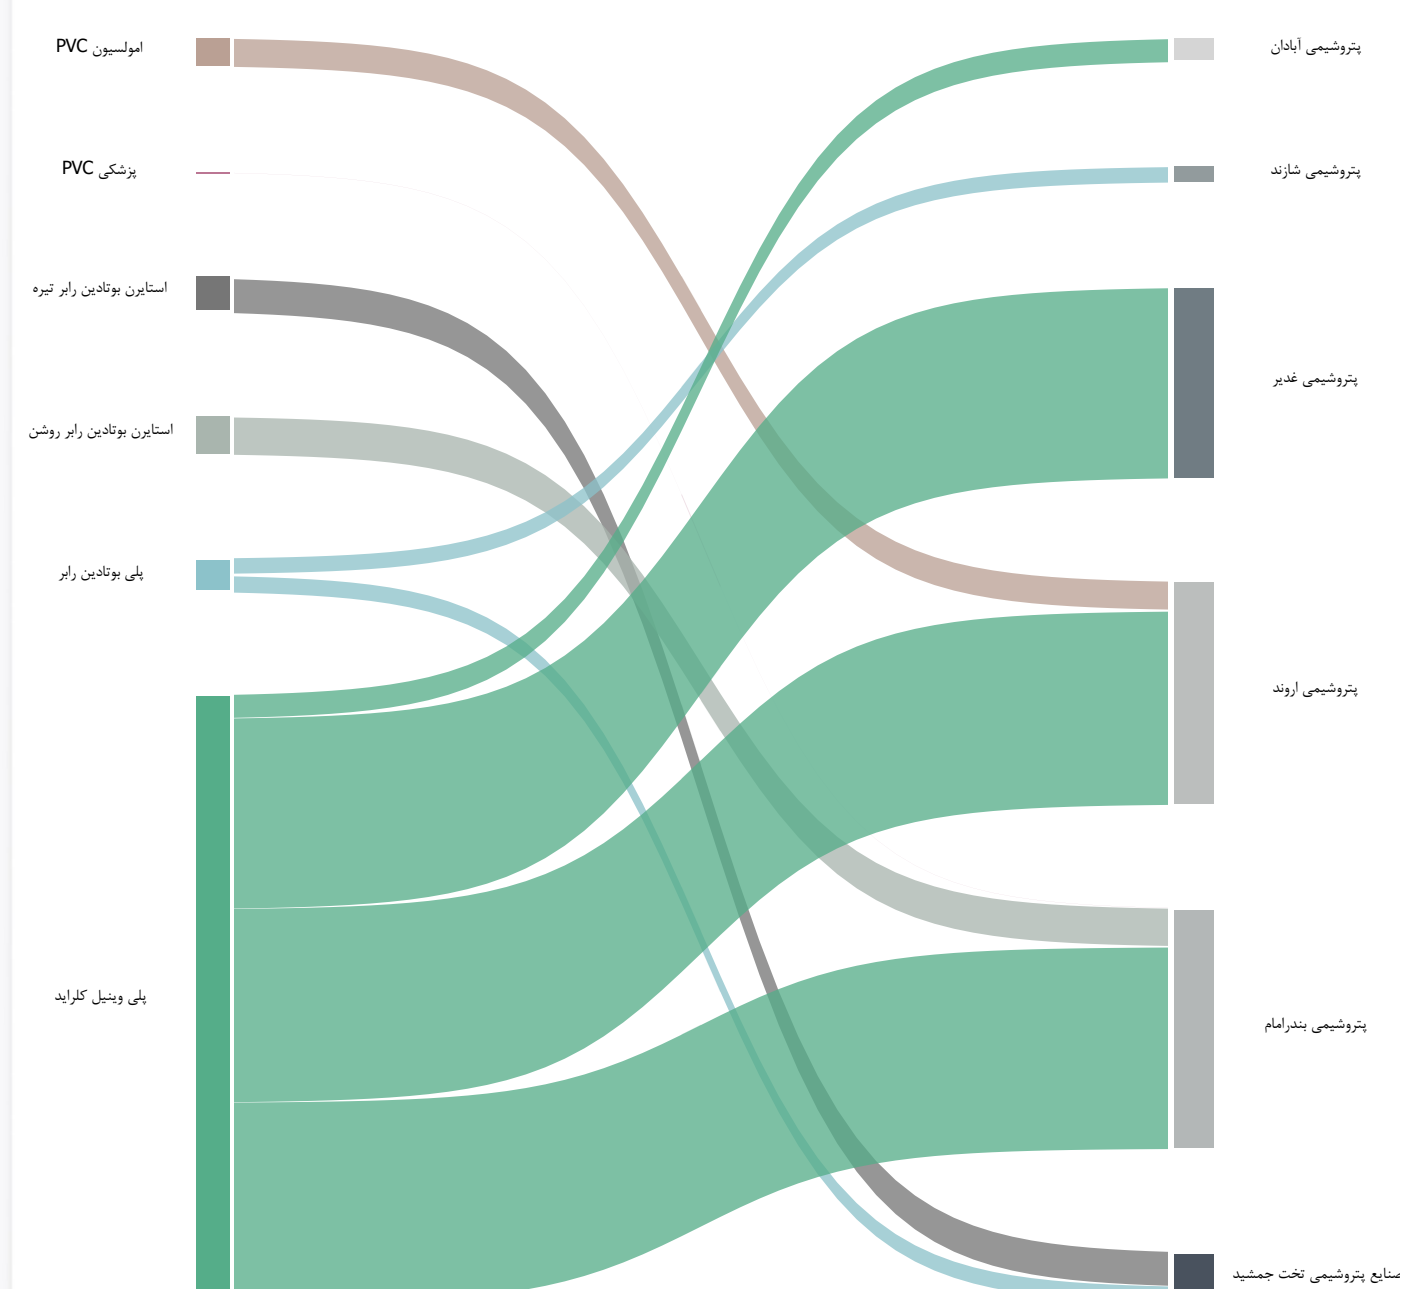 امولسیون PVC
پزشکی PVC
استایرن بوتادین رابر تیره
استایرن بوتادین رابر روشن
پلی بوتادین رابر
پلی وینیل کلراید
پتروشیمی آبادان
پتروشیمی شازند
پتروشیمی غدیر
پتروشیمی اروند
پتروشیمی بندرامام
صنایع پتروشیمی تخت جمشید